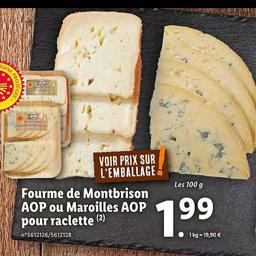 VOIR PRIX SUR
L'EMBALLAGE !
Les 100 g
Fourme de Montbrison
AOP ou Maroilles AOP
pour raclette (2)
1.99
n°5612126/5612128
1 kg = 19,90 €